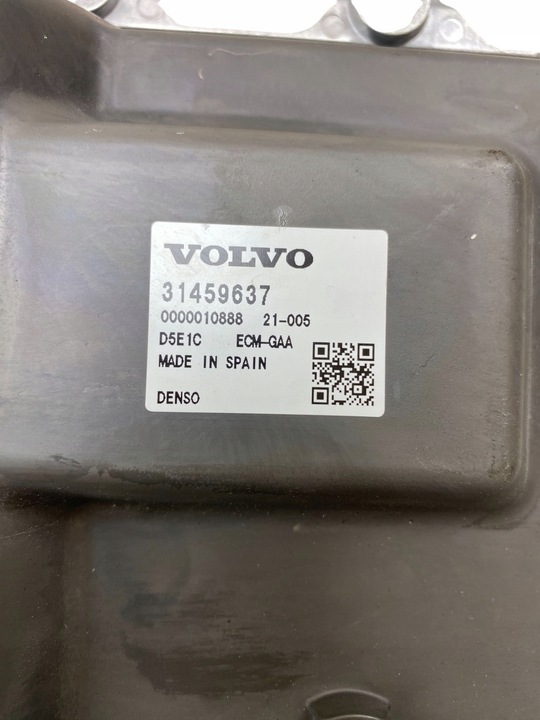 VOLVO
31459637
0000010888 21-005
D5E1C ECM-GAA
MADE IN SPAIN
DENSO